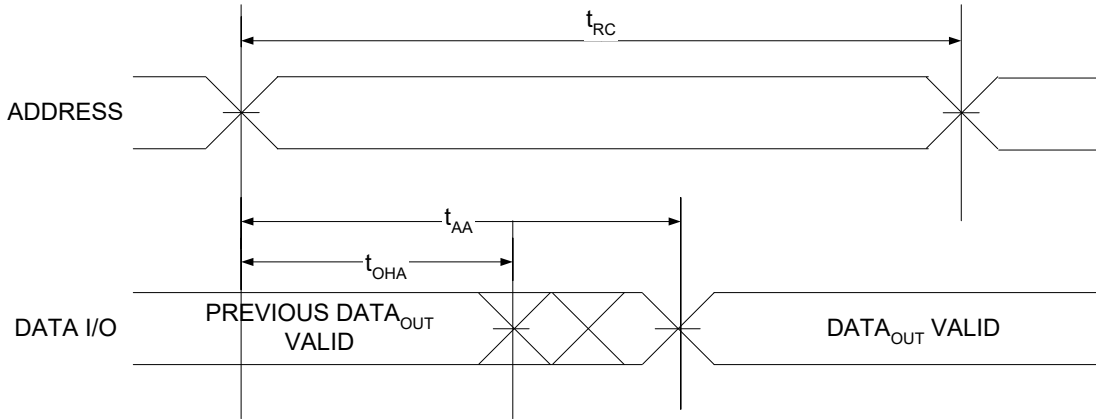 tRC
ADDRESS
tAA
tOHA
DATA I/O
PREVIOUS DATAOUT
VALID
DATAOUT VALID